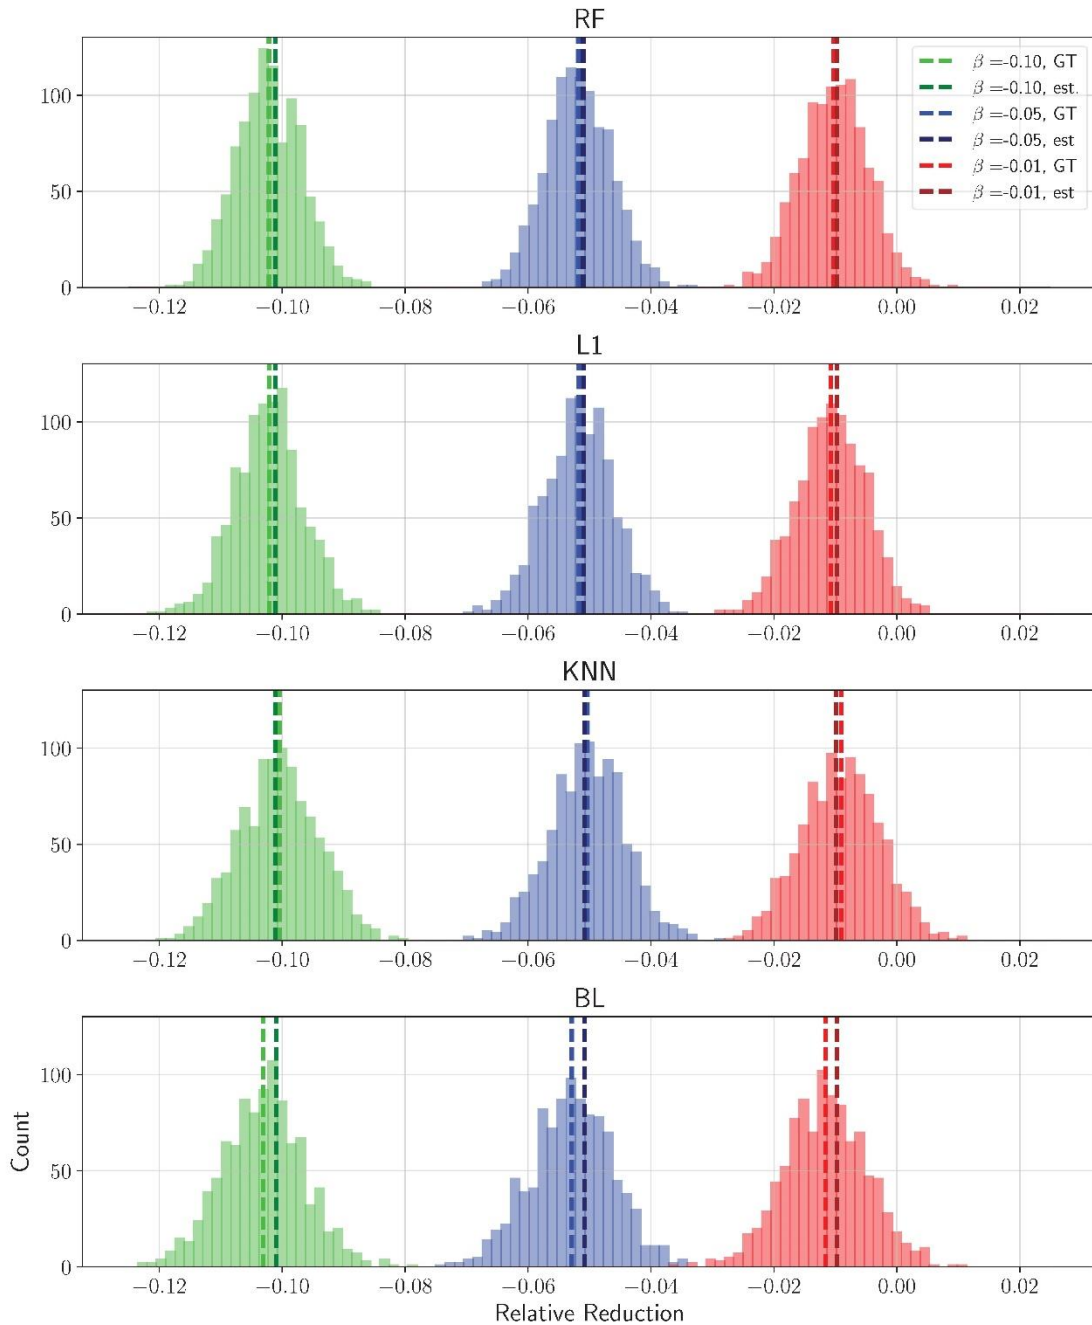 RF
β =-0.10, GT
β =-0.10, est.
β =-0.05, GT
β =-0.05, est
β =-0.01, GT
β =-0.01, est
100
50
0
−0.12 −0.10 −0.08 −0.06 −0.04 −0.02 0.00 0.02
L1
100
50
0
−0.12 −0.10 −0.08 −0.06 −0.04 −0.02 0.00 0.02
KNN
100
50
0
−0.12 −0.10 −0.08 −0.06 −0.04 −0.02 0.00 0.02
BL
100
50
0
Count
−0.12 −0.10 −0.08 −0.06 −0.04 −0.02 0.00 0.02
Relative Reduction